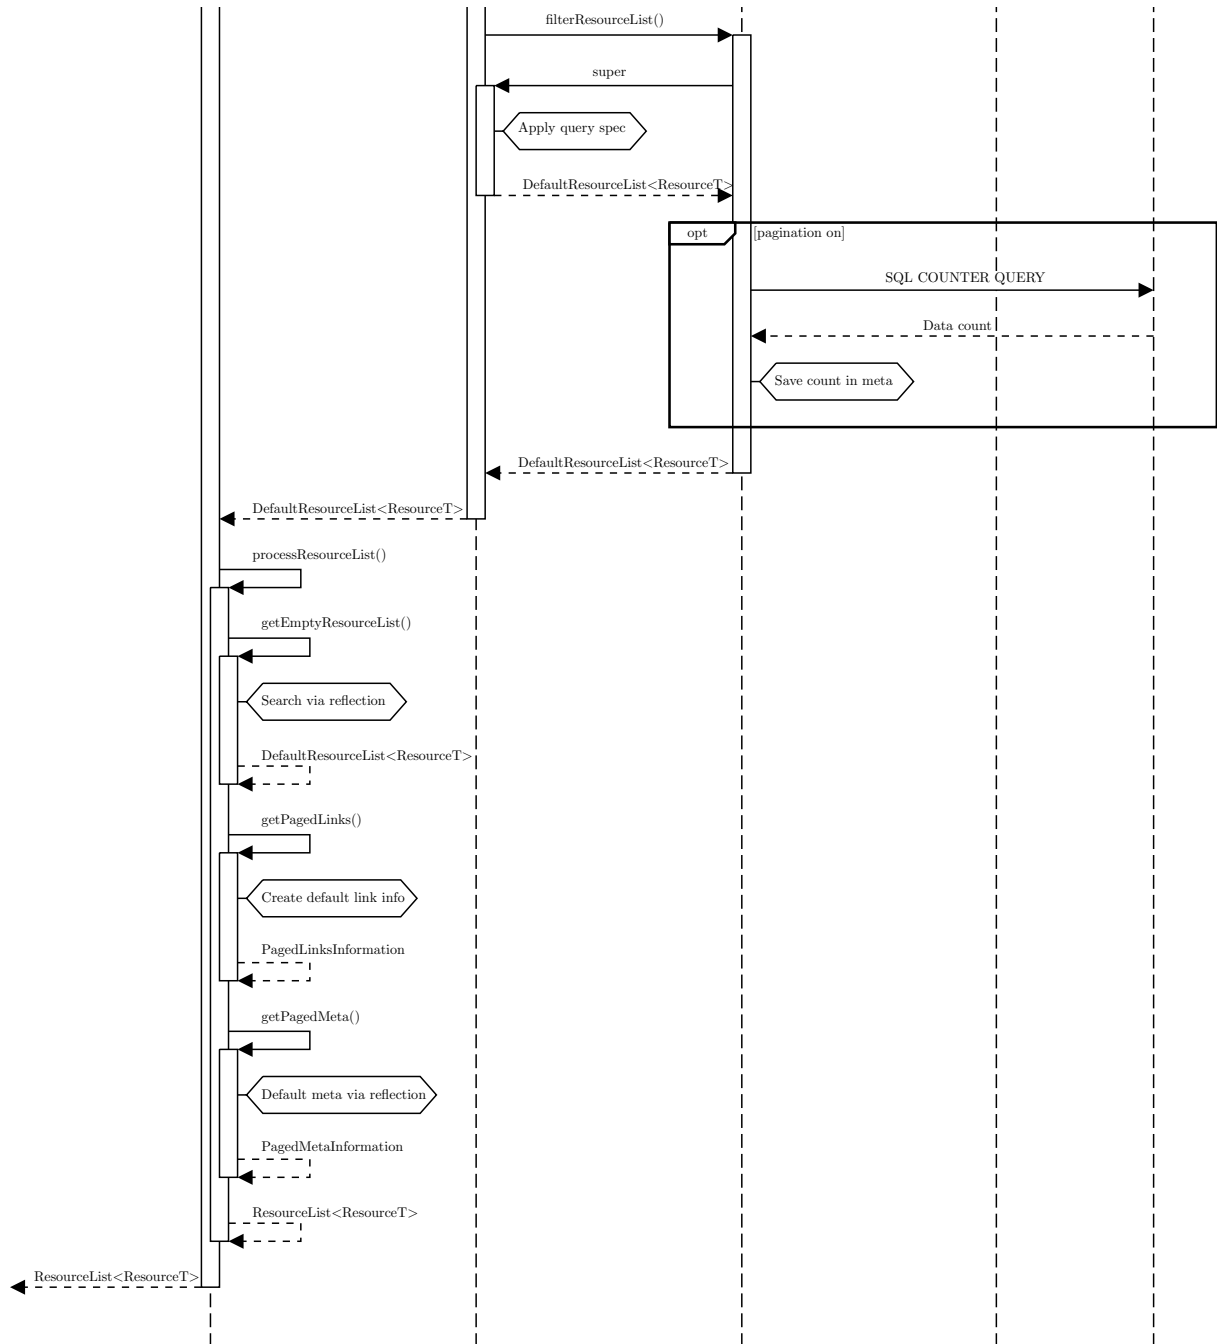 filterResourceList()
super
Apply query spec
DefaultResourceList<ResourceT>
opt
[pagination on]
SQL COUNTER QUERY
Data count
Save count in meta
DefaultResourceList<ResourceT>
DefaultResourceList<ResourceT>
processResourceList()
getEmptyResourceList()
Search via reflection
DefaultResourceList<ResourceT>
getPagedLinks()
Create default link info
PagedLinksInformation
getPagedMeta()
Default meta via reflection
PagedMetaInformation
ResourceList<ResourceT>
ResourceList<ResourceT>